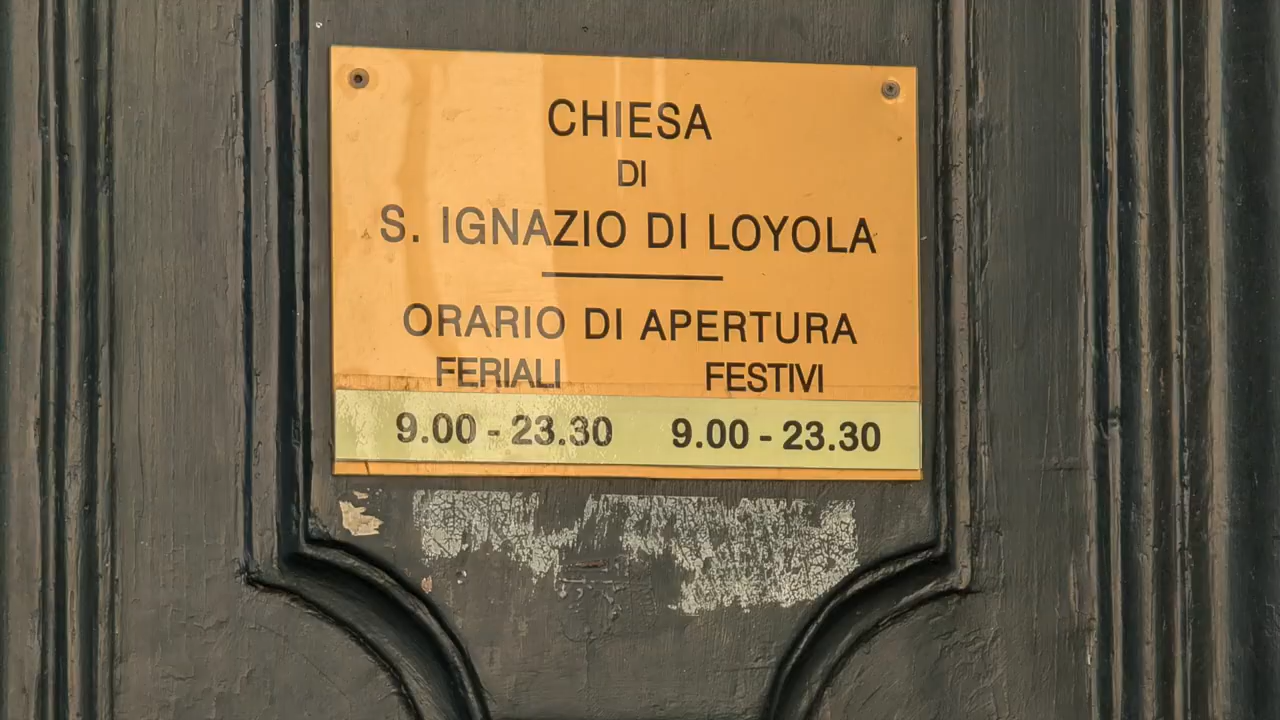 CHIESA
DI
S. IGNAZIO DI LOYOLA
ORARIO DI APERTURA
FERIALI FESTIVI
9.00 - 23.30 9.00 - 23.30